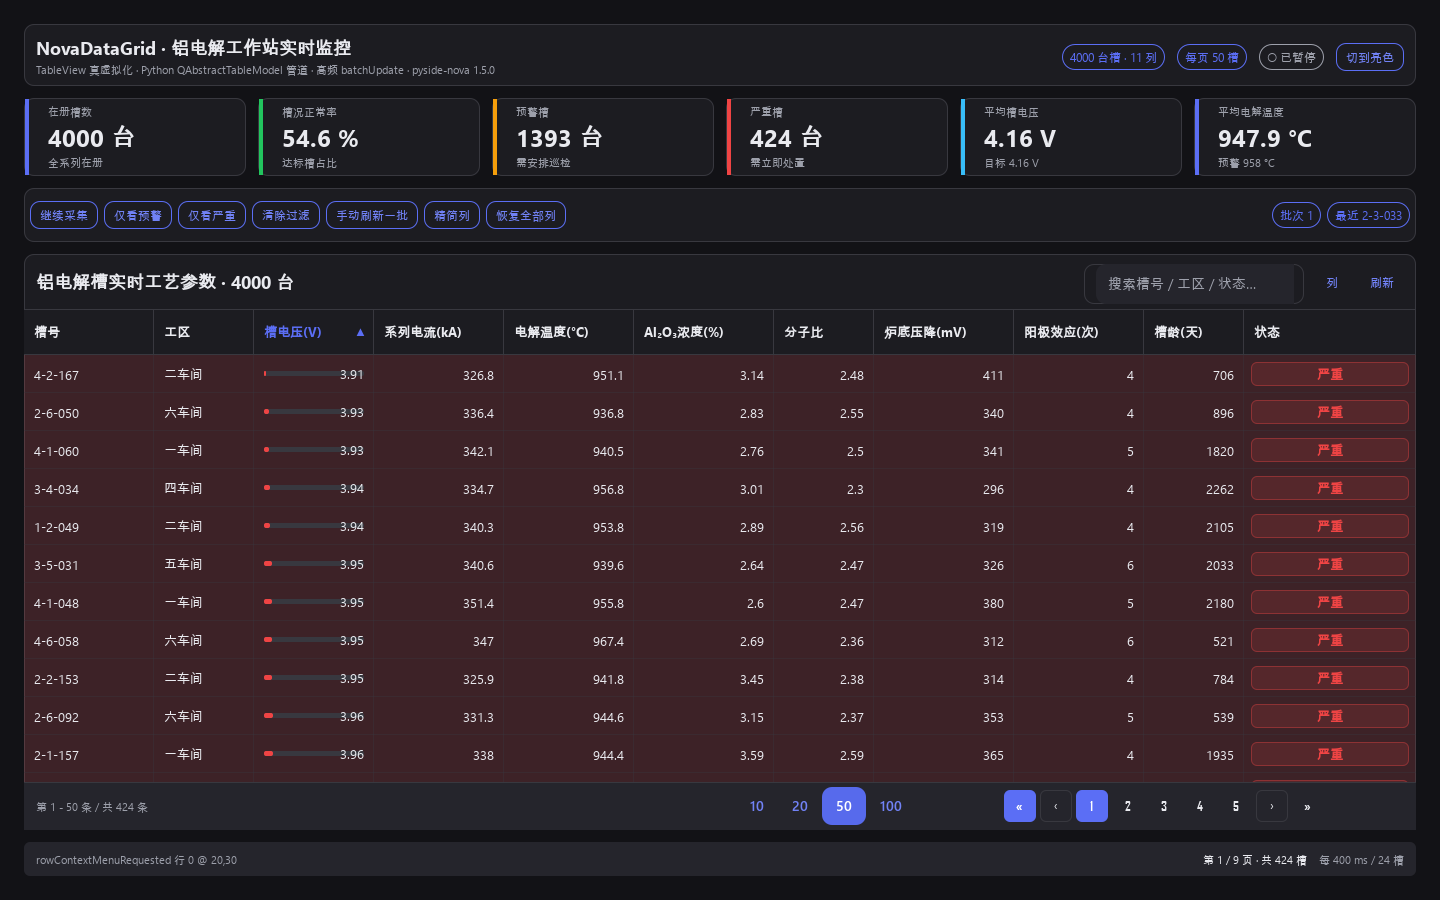 NovaDataGrid · 铝电解工作站实时监控
TableView 真虚拟化 · Python QAbstractTableModel 管道 · 高频 batchUpdate · pyside-nova 1.5.0
4000 台槽 · 11 列
每页 50 槽
○ 已暂停
切到亮色
在册槽数
4000 台
全系列在册
槽况正常率
54.6 %
达标槽占比
预警槽
1393 台
需安排巡检
严重槽
424 台
需立即处置
平均槽电压
4.16 V
目标 4.16 V
平均电解温度
947.9 °C
预警 958 °C
继续采集 仅看预警 仅看严重 清除过滤 手动刷新一批 精简列 恢复全部列
批次 1 最近 2-3-033
铝电解槽实时工艺参数 · 4000 台
搜索槽号 / 工区 / 状态...
列 刷新
槽号 工区 槽电压(V) ▲ 系列电流(kA) 电解温度(°C) Al₂O₃浓度(%) 分子比 炉底压降(mV) 阳极效应(次) 槽龄(天) 状态
4-2-167 二车间 3.91 326.8 951.1 3.14 2.48 411 4 706 严重
2-6-050 六车间 3.93 336.4 936.8 2.83 2.55 340 4 896 严重
4-1-060 一车间 3.93 342.1 940.5 2.76 2.5 341 5 1820 严重
3-4-034 四车间 3.94 334.7 956.8 3.01 2.3 296 4 2262 严重
1-2-049 二车间 3.94 340.3 953.8 2.89 2.56 319 4 2105 严重
3-5-031 五车间 3.95 340.6 939.6 2.64 2.47 326 6 2033 严重
4-1-048 一车间 3.95 351.4 955.8 2.6 2.47 380 5 2180 严重
4-6-058 六车间 3.95 347 967.4 2.69 2.36 312 6 521 严重
2-2-153 二车间 3.95 325.9 941.8 3.45 2.38 314 4 784 严重
2-6-092 六车间 3.96 331.3 944.6 3.15 2.37 353 5 539 严重
2-1-157 一车间 3.96 338 944.4 3.59 2.59 365 4 1935 严重
第 1 - 50 条 / 共 424 条
10 20 50 100
« ‹ 1 2 3 4 5 › »
rowContextMenuRequested 行 0 @ 20,30
第 1 / 9 页 · 共 424 槽
每 400 ms / 24 槽